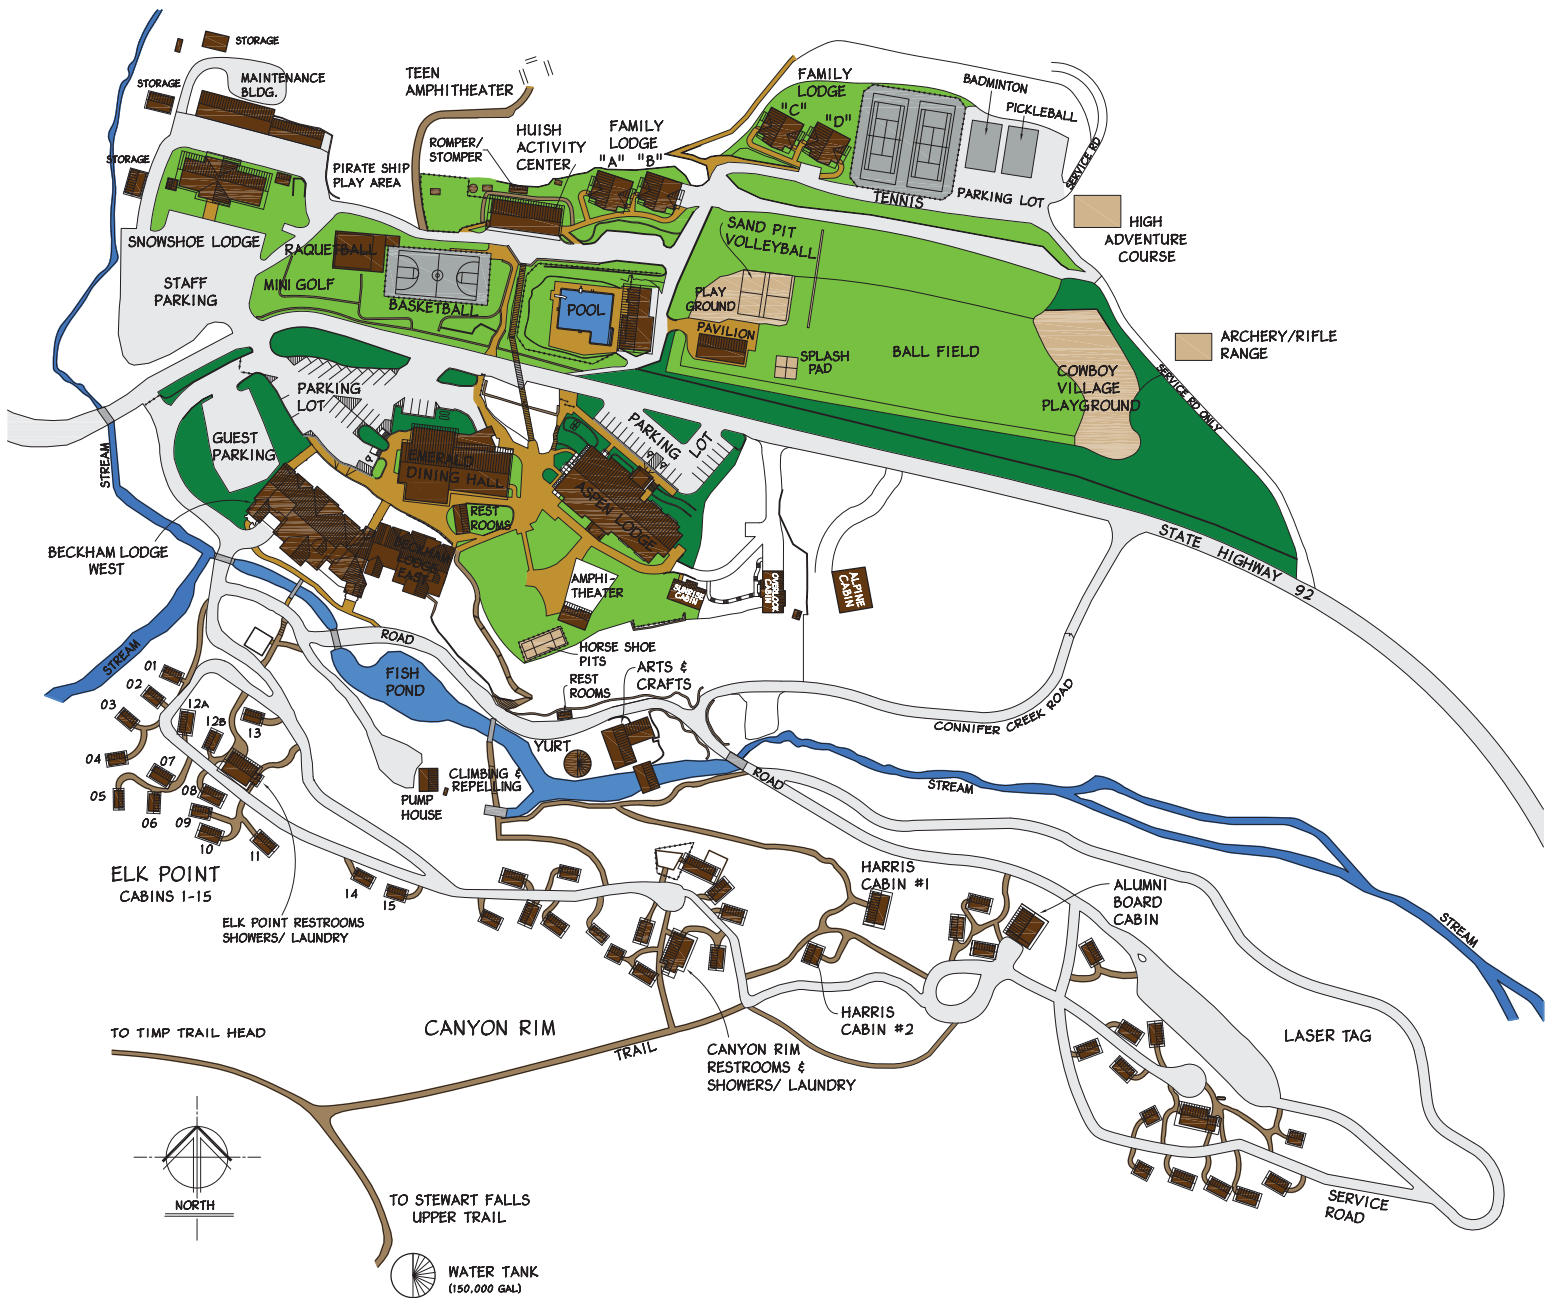 STORAGE
STORAGE
MAINTENANCE
BLDG.
STORAGE
TEEN
AMPHITHEATER
ROMPER/
STOMPER
HUISH
ACTIVITY
CENTER
FAMILY
LODGE
"A" "B"
FAMILY
LODGE
"C"
"D"
BADMINTON
PICKLEBALL
SERVICE RD
PIRATE SHIP
PLAY AREA
TENNIS
PARKING LOT
HIGH
ADVENTURE
COURSE
SNOWSHOE LODGE
STAFF
PARKING
RAQUETBALL
MINI GOLF
BASKETBALL
POOL
SAND PIT
VOLLEYBALL
PLAY
GROUND
PAVILION
SPLASH
PAD
BALL FIELD
COWBOY
VILLAGE
PLAYGROUND
ARCHERY/RIFLE
RANGE
SERVICE RD ONLY
PARKING
LOT
GUEST
PARKING
STREAM
EMERALD
DINING HALL
PARKING
LOT
ASPEN LODGE
REST
ROOMS
BECKHAM LODGE
WEST
BECKHAM
LODGE
EAST
AMPHI-
THEATER
SUNRISE
CABIN
OVERLOOK
CABIN
ALPINE
CABIN
STATE HIGHWAY 92
STREAM
ROAD
FISH
POND
HORSE SHOE
PITS
REST
ROOMS
ARTS &
CRAFTS
CONNIFER CREEK ROAD
YURT
CLIMBING &
REPELLING
PUMP
HOUSE
ROAD
STREAM
01
02
03
04
05
06
07
08
09
10
11
12A
12B
13
14
15
ELK POINT
CABINS 1-15
ELK POINT RESTROOMS
SHOWERS/ LAUNDRY
HARRIS
CABIN #1
ALUMNI
BOARD
CABIN
STREAM
HARRIS
CABIN #2
CANYON RIM
CANYON RIM
RESTROOMS &
SHOWERS/ LAUNDRY
TRAIL
LASER TAG
TO TIMP TRAIL HEAD
NORTH
TO STEWART FALLS
UPPER TRAIL
SERVICE
ROAD
WATER TANK
(150,000 GAL)